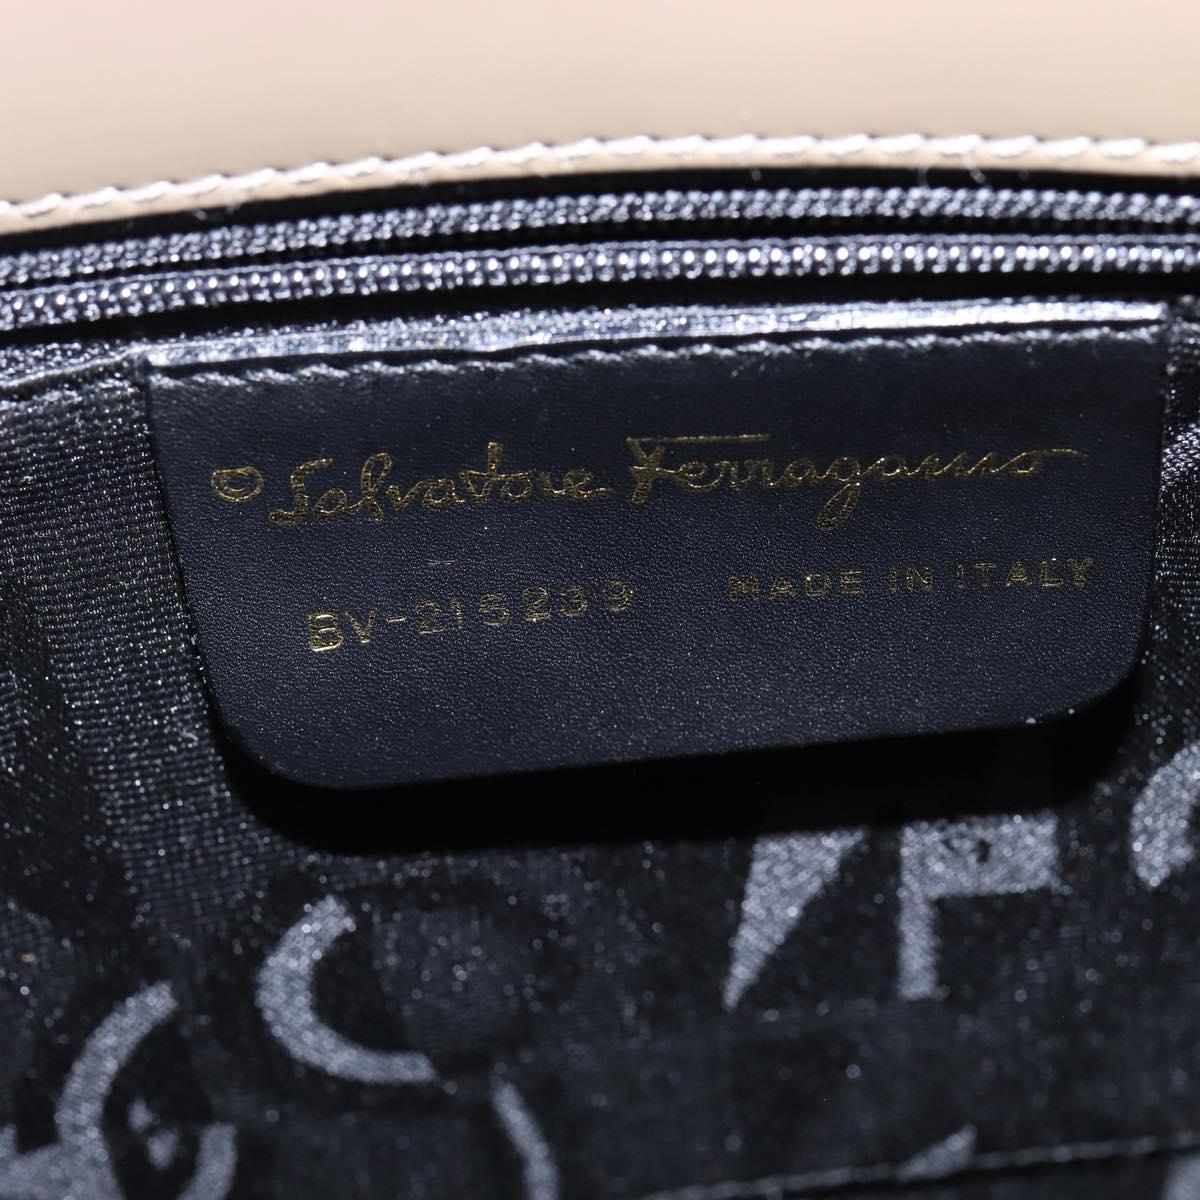 © Salvatore Ferragamo
BV-215239 MADE IN ITALY